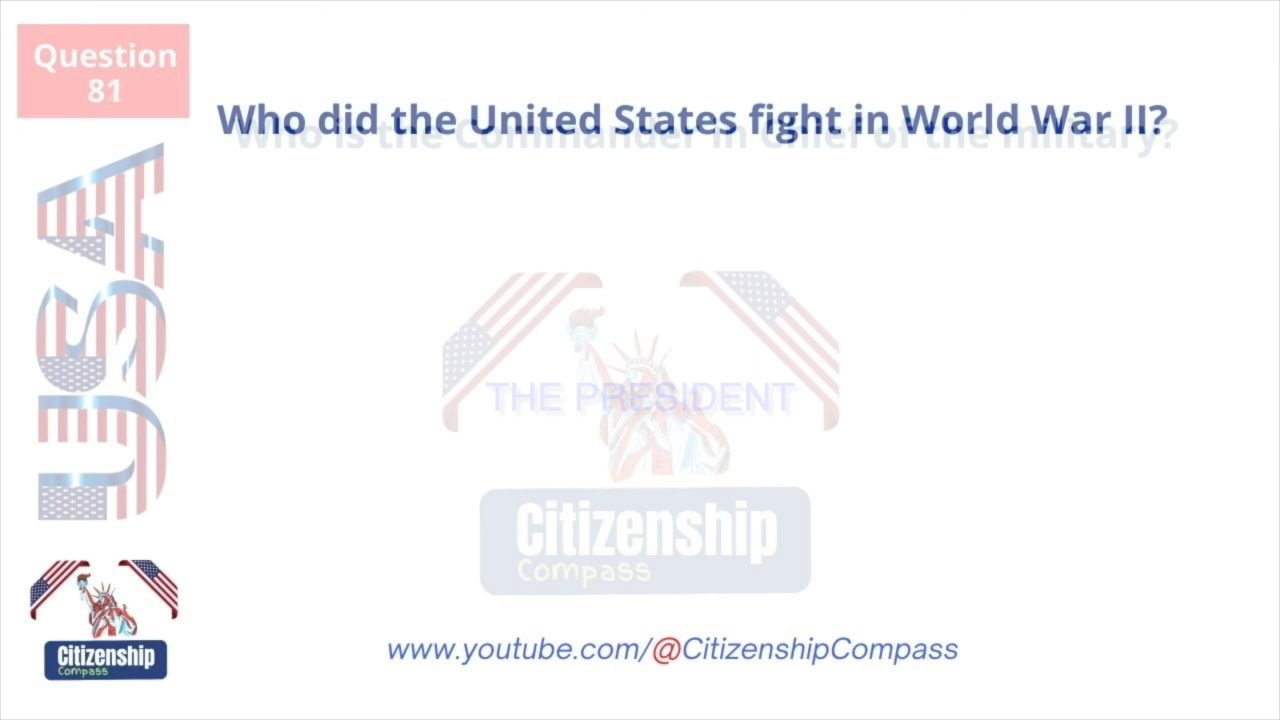 Question
81
Who did the United States fight in World War II?
Who is the Commander in Chief of the military?
USA
THE PRESIDENT
Citizenship
Compass
Citizenship
Compass
www.youtube.com/@CitizenshipCompass